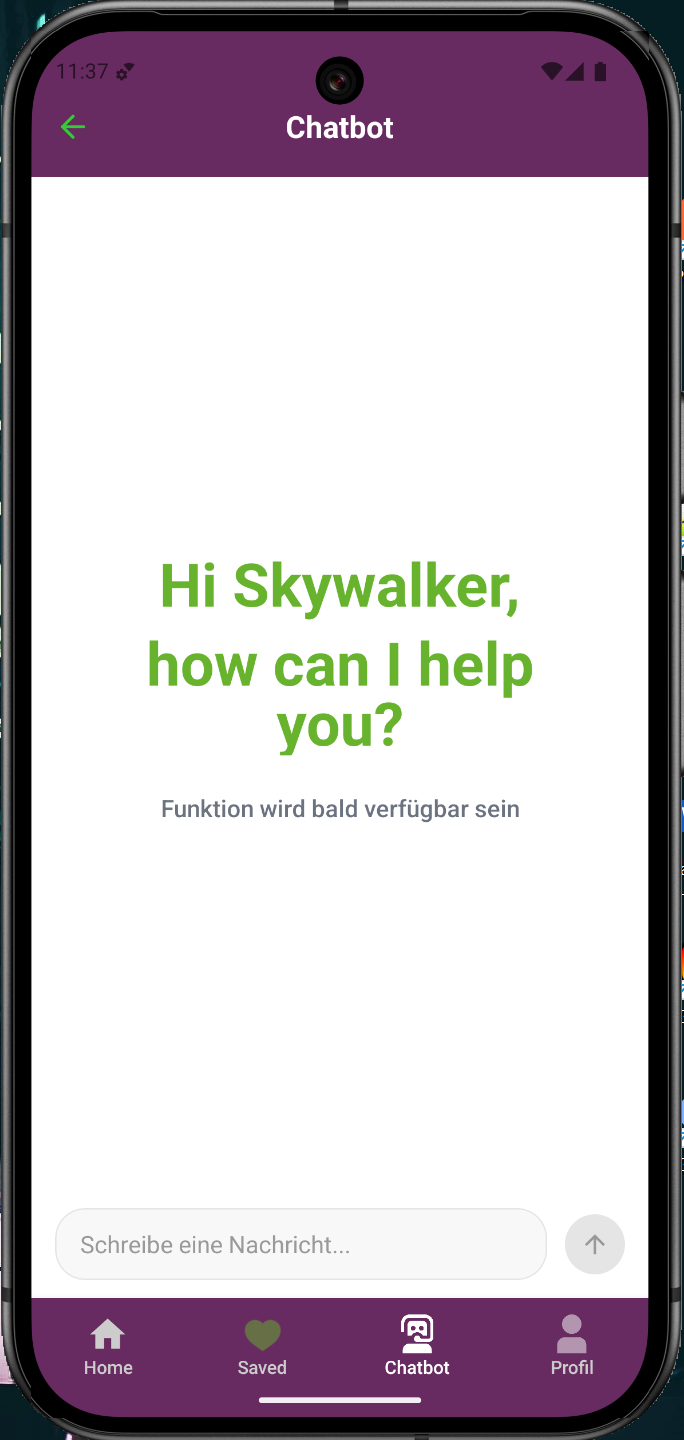 11:37
Chatbot
Hi Skywalker,
how can I help
you?
Funktion wird bald verfügbar sein
Schreibe eine Nachricht...
Home
Saved
Chatbot
Profil